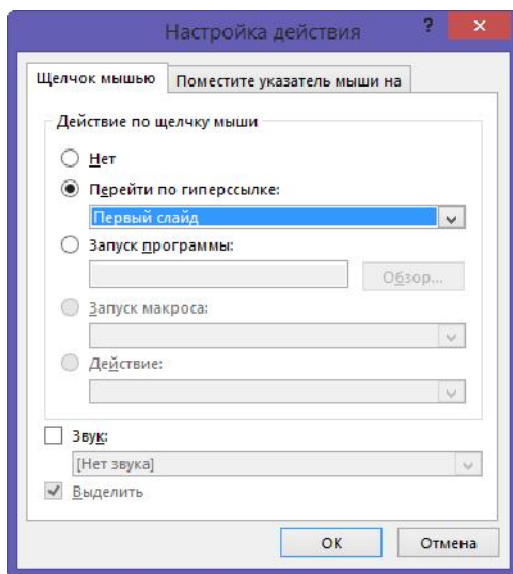 Настройка действия ?
Щелчок мышью Поместите указатель мыши на
Действие по щелчку мыши
Нет
Перейти по гиперссылке:
Первый слайд
Запуск программы:
Обзор...
Запуск макроса:
Действие:
Звук:
[Нет звука]
Выделить
ОК Отмена